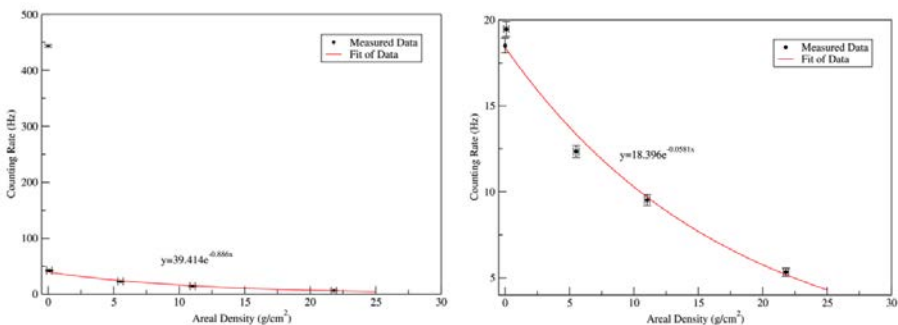 500
400
300
200
100
0
0 5 10 15 20 25 30
Counting Rate (Hz)
Areal Density (g/cm²)
Measured Data
Fit of Data
y=39.414e^-0.886x
20
15
10
5
0 5 10 15 20 25 30
Counting Rate (Hz)
Areal Density (g/cm²)
Measured Data
Fit of Data
y=18.396e^-0.0581x